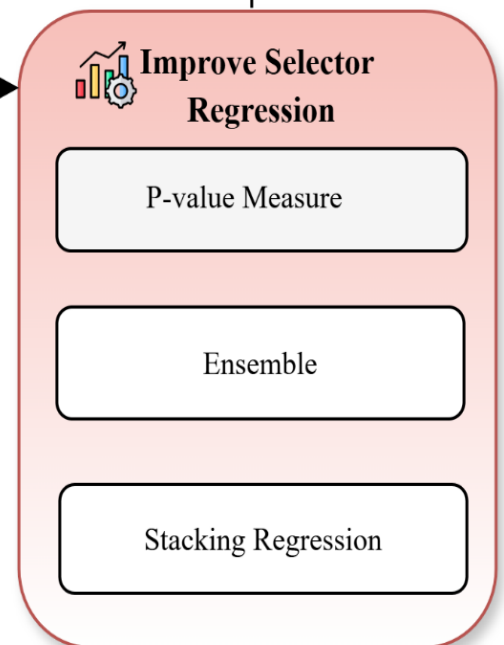 Improve Selector
Regression
P-value Measure
Ensemble
Stacking Regression